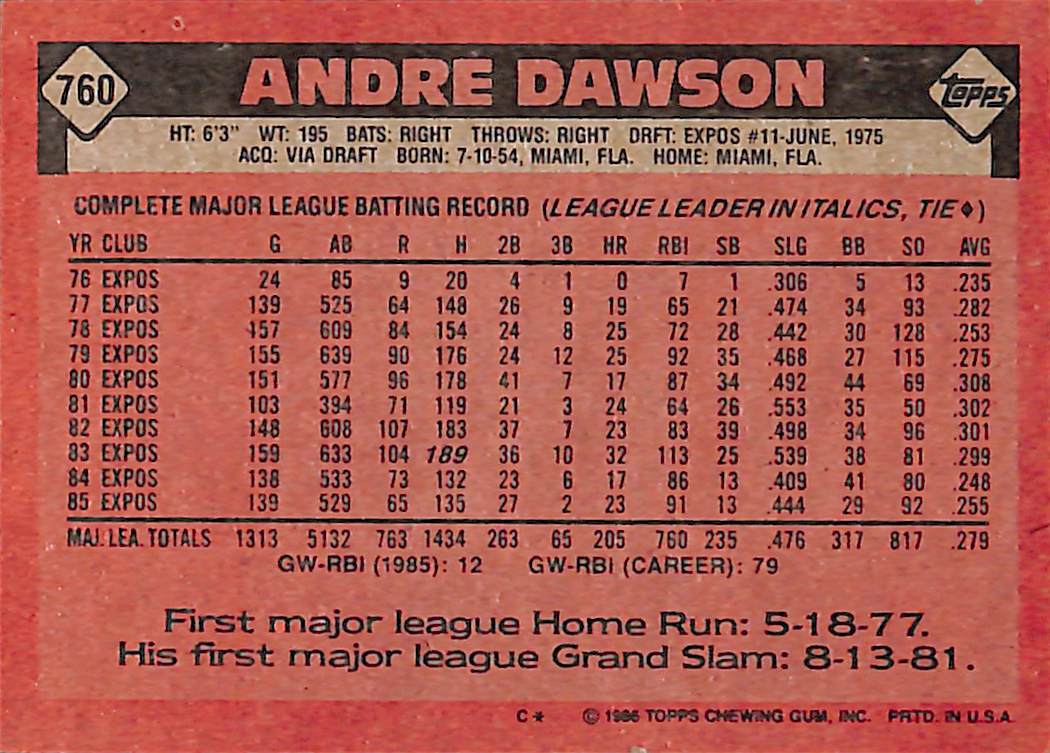 760 ANDRE DAWSON TOPPS
HT: 6'3" WT: 195 BATS: RIGHT THROWS: RIGHT DRFT: EXPOS #11-JUNE, 1975
ACQ: VIA DRAFT BORN: 7-10-54, MIAMI, FLA. HOME: MIAMI, FLA.
COMPLETE MAJOR LEAGUE BATTING RECORD (LEAGUE LEADER IN ITALICS, TIE♦)
YR CLUB G AB R H 2B 3B HR RBI SB SLG BB SO AVG
76 EXPOS 24 85 9 20 4 1 0 7 1 .306 5 13 .235
77 EXPOS 139 525 64 148 26 9 19 65 21 .474 34 93 .282
78 EXPOS 157 609 84 154 24 8 25 72 28 .442 30 128 .253
79 EXPOS 155 639 90 176 24 12 25 92 35 .468 27 115 .275
80 EXPOS 151 577 96 178 41 7 17 87 34 .492 44 69 .308
81 EXPOS 103 394 71 119 21 3 24 64 26 .553 35 50 .302
82 EXPOS 148 608 107 183 37 7 23 83 39 .498 34 96 .301
83 EXPOS 159 633 104 189 36 10 32 113 25 .539 38 81 .299
84 EXPOS 138 533 73 132 23 6 17 86 13 .409 41 80 .248
85 EXPOS 139 529 65 135 27 2 23 91 13 .444 29 92 .255
MAJ. LEA. TOTALS 1313 5132 763 1434 263 65 205 760 235 .476 317 817 .279
GW-RBI (1985): 12 GW-RBI (CAREER): 79
First major league Home Run: 5-18-77.
His first major league Grand Slam: 8-13-81.
C* © 1986 TOPPS CHEWING GUM, INC. PRTD. IN U.S.A.